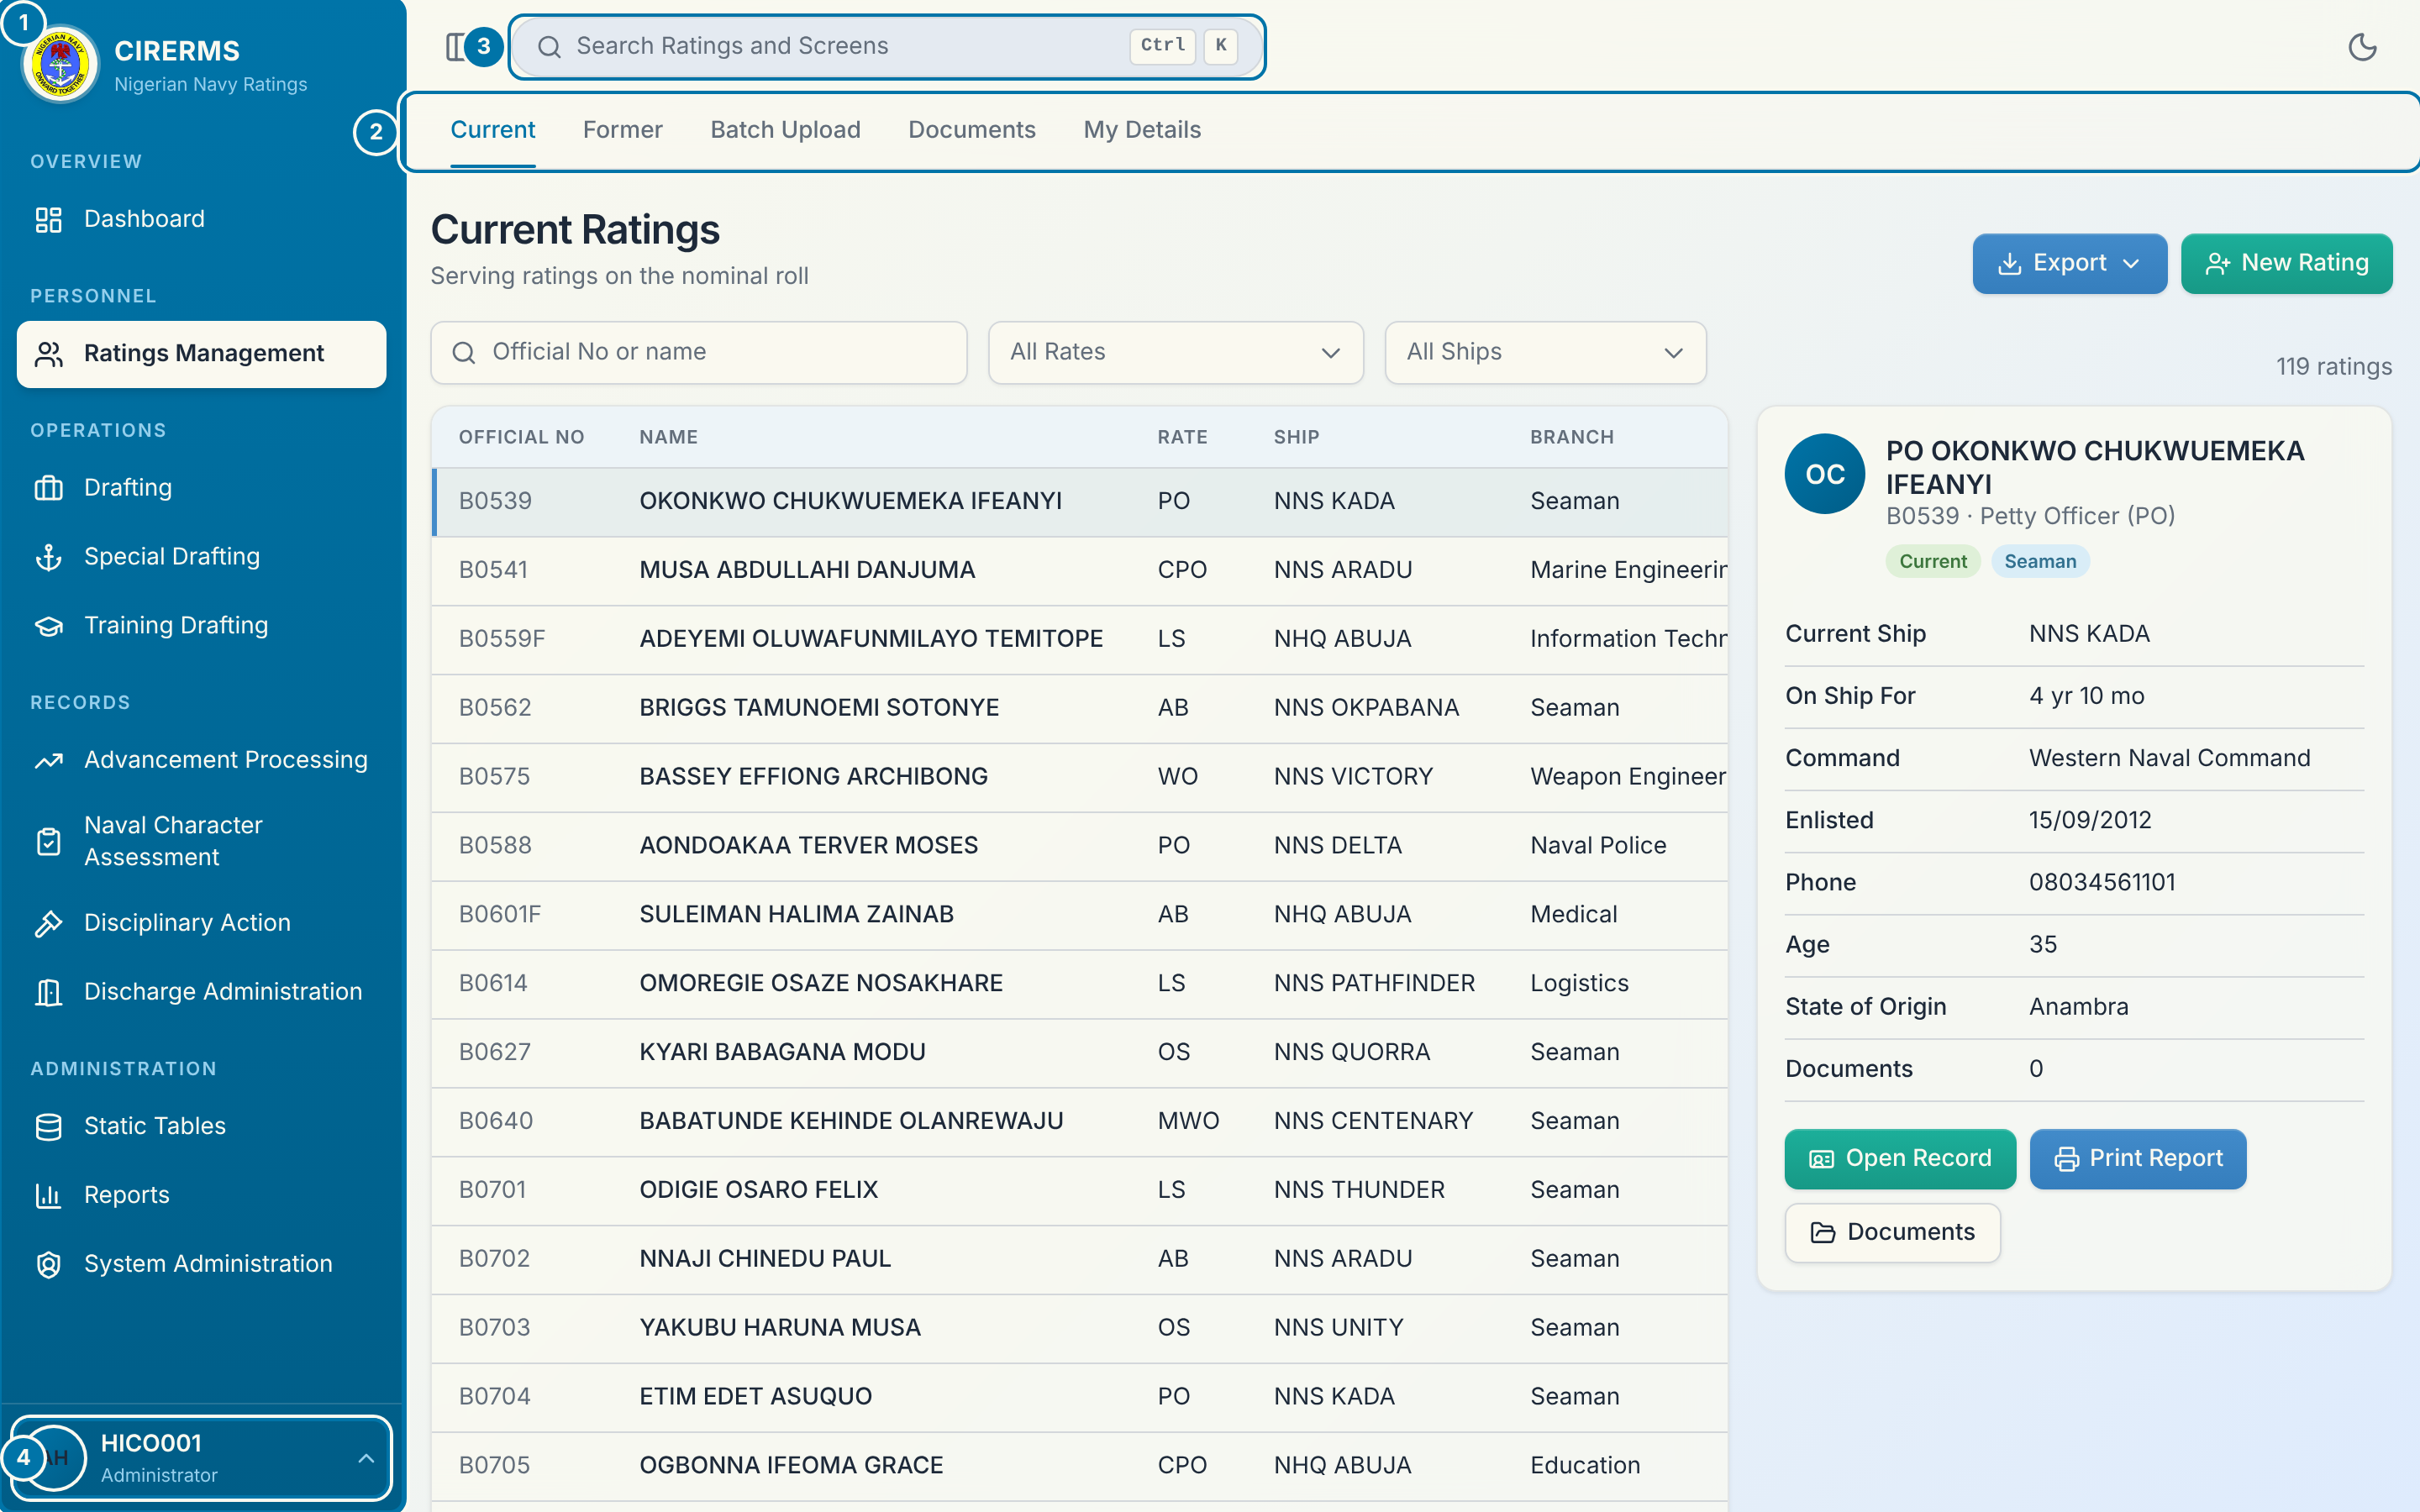 1
NIGERIAN NAVY
ONWARD TOGETHER
CIRERMS
Nigerian Navy Ratings
OVERVIEW
Dashboard
PERSONNEL
Ratings Management
OPERATIONS
Drafting
Special Drafting
Training Drafting
RECORDS
Advancement Processing
Naval Character
Assessment
Disciplinary Action
Discharge Administration
ADMINISTRATION
Static Tables
Reports
System Administration
4
HICO001
Administrator
3
Search Ratings and Screens Ctrl K
2
Current Former Batch Upload Documents My Details
Current Ratings
Serving ratings on the nominal roll
Export New Rating
Official No or name All Rates All Ships
119 ratings
OFFICIAL NO NAME RATE SHIP BRANCH
B0539 OKONKWO CHUKWUEMEKA IFEANYI PO NNS KADA Seaman
B0541 MUSA ABDULLAHI DANJUMA CPO NNS ARADU Marine Engineerin
B0559F ADEYEMI OLUWAFUNMILAYO TEMITOPE LS NHQ ABUJA Information Techn
B0562 BRIGGS TAMUNOEMI SOTONYE AB NNS OKPABANA Seaman
B0575 BASSEY EFFIONG ARCHIBONG WO NNS VICTORY Weapon Engineer
B0588 AONDOAKAA TERVER MOSES PO NNS DELTA Naval Police
B0601F SULEIMAN HALIMA ZAINAB AB NHQ ABUJA Medical
B0614 OMOREGIE OSAZE NOSAKHARE LS NNS PATHFINDER Logistics
B0627 KYARI BABAGANA MODU OS NNS QUORRA Seaman
B0640 BABATUNDE KEHINDE OLANREWAJU MWO NNS CENTENARY Seaman
B0701 ODIGIE OSARO FELIX LS NNS THUNDER Seaman
B0702 NNAJI CHINEDU PAUL AB NNS ARADU Seaman
B0703 YAKUBU HARUNA MUSA OS NNS UNITY Seaman
B0704 ETIM EDET ASUQUO PO NNS KADA Seaman
B0705 OGBONNA IFEOMA GRACE CPO NHQ ABUJA Education
OC
PO OKONKWO CHUKWUEMEKA
IFEANYI
B0539 · Petty Officer (PO)
Current Seaman
Current Ship NNS KADA
On Ship For 4 yr 10 mo
Command Western Naval Command
Enlisted 15/09/2012
Phone 08034561101
Age 35
State of Origin Anambra
Documents 0
Open Record Print Report
Documents